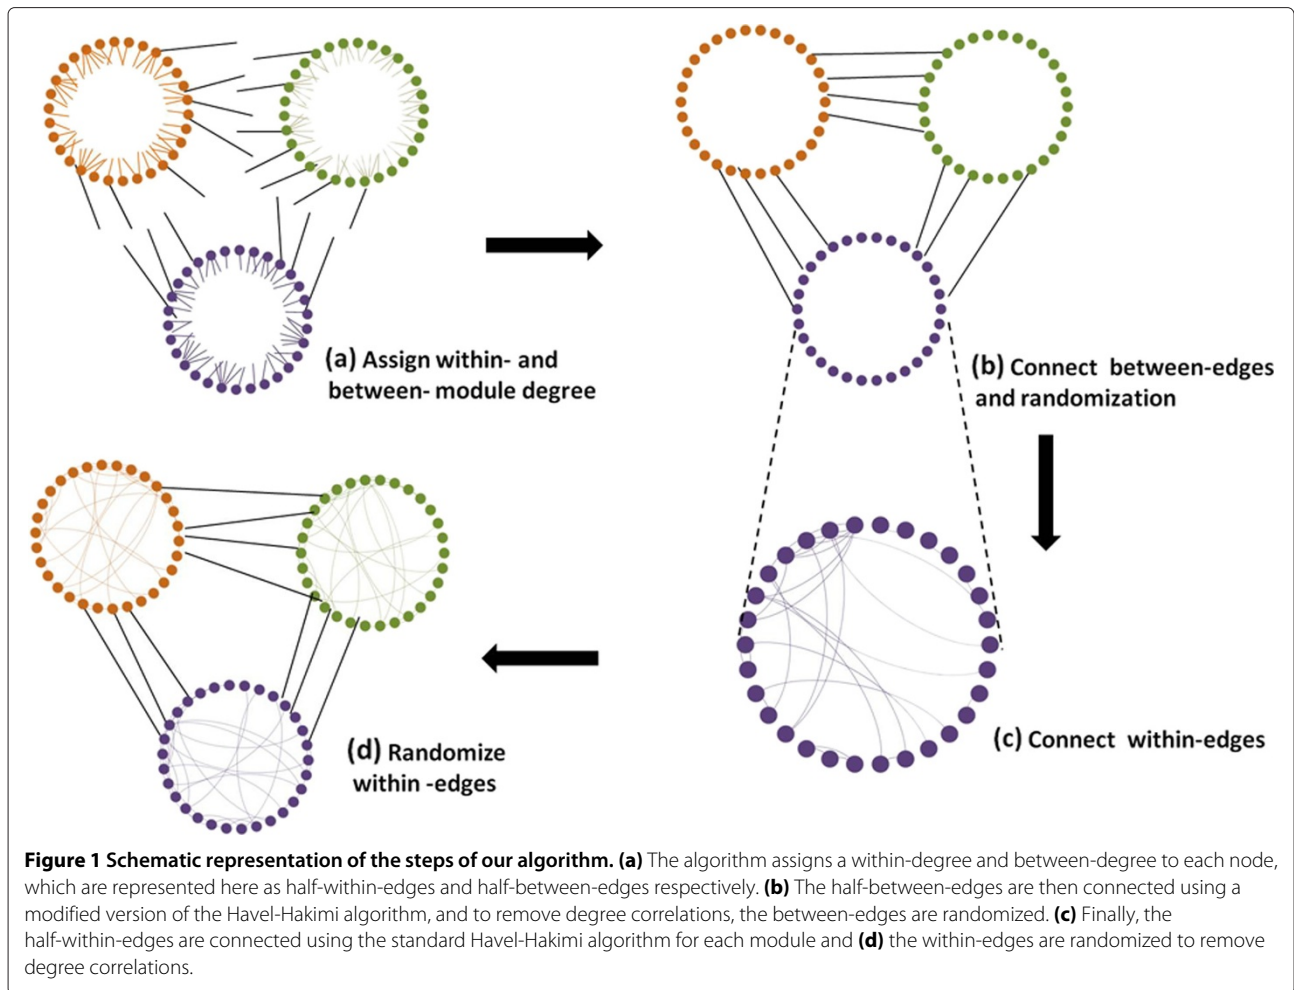 (a) Assign within- and
between- module degree
(b) Connect between-edges
and randomization
(c) Connect within-edges
(d) Randomize
within -edges
Figure 1 Schematic representation of the steps of our algorithm. (a) The algorithm assigns a within-degree and between-degree to each node,
which are represented here as half-within-edges and half-between-edges respectively. (b) The half-between-edges are then connected using a
modified version of the Havel-Hakimi algorithm, and to remove degree correlations, the between-edges are randomized. (c) Finally, the
half-within-edges are connected using the standard Havel-Hakimi algorithm for each module and (d) the within-edges are randomized to remove
degree correlations.